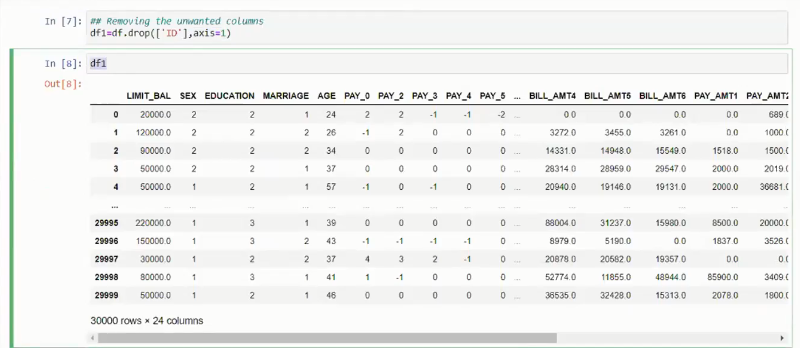 In [7]: ## Removing the unwanted columns
df1=df.drop(['ID'],axis=1)
In [8]: df1
Out[8]:
LIMIT_BAL SEX EDUCATION MARRIAGE AGE PAY_0 PAY_2 PAY_3 PAY_4 PAY_5 ... BILL_AMT4 BILL_AMT5 BILL_AMT6 PAY_AMT1 PAY_AMT2
0 20000.0 2 2 1 24 2 2 -1 -1 -2 ... 0.0 0.0 0.0 0.0 689.0
1 120000.0 2 2 2 26 -1 2 0 0 0 ... 3272.0 3455.0 3261.0 0.0 1000.0
2 90000.0 2 2 2 34 0 0 0 0 0 ... 14331.0 14948.0 15549.0 1518.0 1500.0
3 50000.0 2 2 1 37 0 0 0 0 0 ... 28314.0 28959.0 29547.0 2000.0 2019.0
4 50000.0 1 2 1 57 -1 0 -1 0 0 ... 20940.0 19146.0 19131.0 2000.0 36681.0
... ... ... ... ... ... ... ... ... ... ... ... ... ... ... ... ...
29995 220000.0 1 3 1 39 0 0 0 0 0 ... 88004.0 31237.0 15980.0 8500.0 20000.0
29996 150000.0 1 3 2 43 -1 -1 -1 -1 0 ... 8979.0 5190.0 0.0 1837.0 3526.0
29997 30000.0 1 2 2 37 4 3 2 -1 0 ... 20878.0 20582.0 19357.0 0.0 0.0
29998 80000.0 1 3 1 41 1 -1 0 0 0 ... 52774.0 11855.0 48944.0 85900.0 3409.0
29999 50000.0 1 2 1 46 0 0 0 0 0 ... 36535.0 32428.0 15313.0 2078.0 1800.0
30000 rows × 24 columns